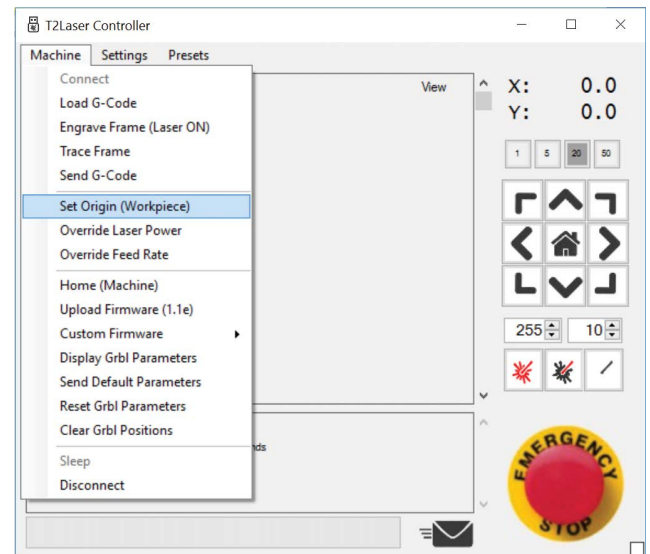 T2Laser Controller
Machine Settings Presets
Connect
Load G-Code
Engrave Frame (Laser ON)
Trace Frame
Send G-Code
Set Origin (Workpiece)
Override Laser Power
Override Feed Rate
Home (Machine)
Upload Firmware (1.1e)
Custom Firmware
Display Grbl Parameters
Send Default Parameters
Reset Grbl Parameters
Clear Grbl Positions
Sleep
Disconnect
View
nds
X: 0.0
Y: 0.0
1 5 20 50
255 10
EMERGENCY
STOP